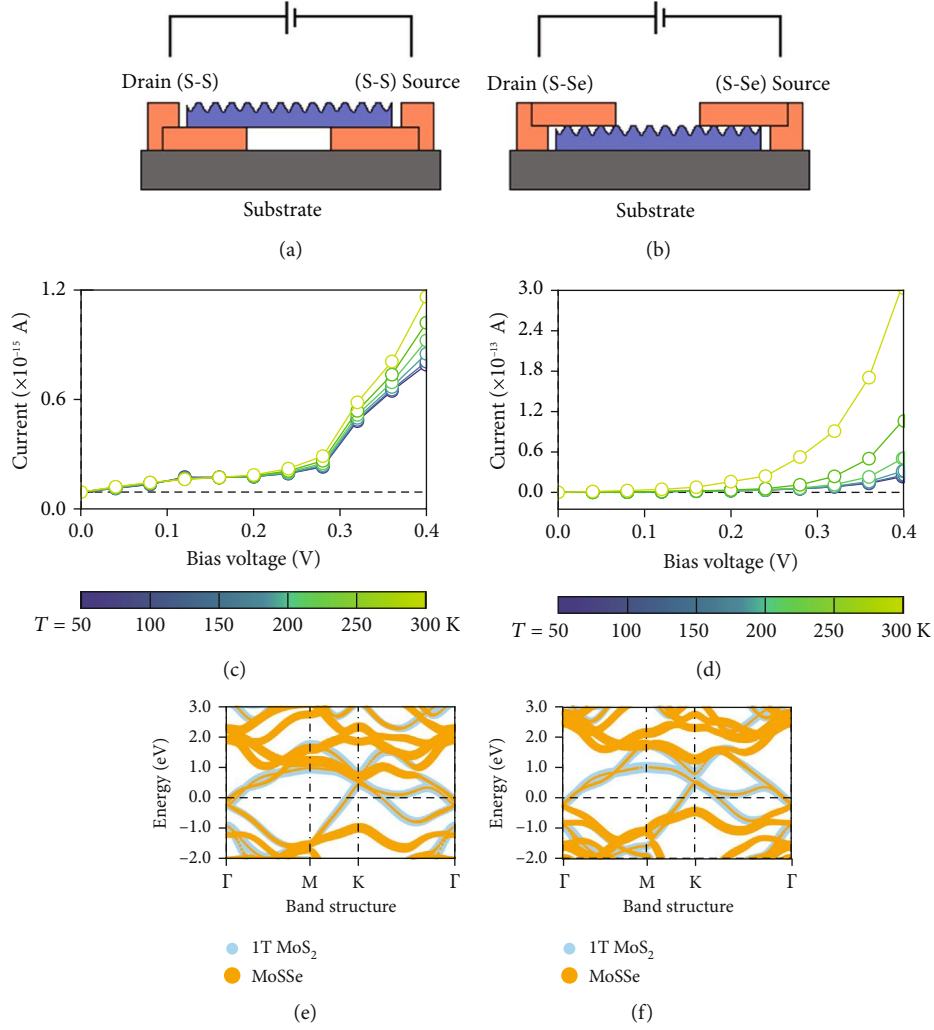 Drain (S-S) (S-S) Source
Substrate
(a)
Drain (S-Se) (S-Se) Source
Substrate
(b)
1.2
0.6
0.0
Current (×10⁻¹⁵ A)
0.0 0.1 0.2 0.3 0.4
Bias voltage (V)
T = 50 100 150 200 250 300 K
(c)
3.0
2.4
1.8
1.2
0.6
0.0
Current (×10⁻¹³ A)
0.0 0.1 0.2 0.3 0.4
Bias voltage (V)
T = 50 100 150 200 250 300 K
(d)
3.0
2.0
1.0
0.0
−1.0
−2.0
Energy (eV)
Γ M K Γ
Band structure
1T MoS₂
MoSSe
(e)
3.0
2.0
1.0
0.0
−1.0
−2.0
Energy (eV)
Γ M K Γ
Band structure
1T MoS₂
MoSSe
(f)